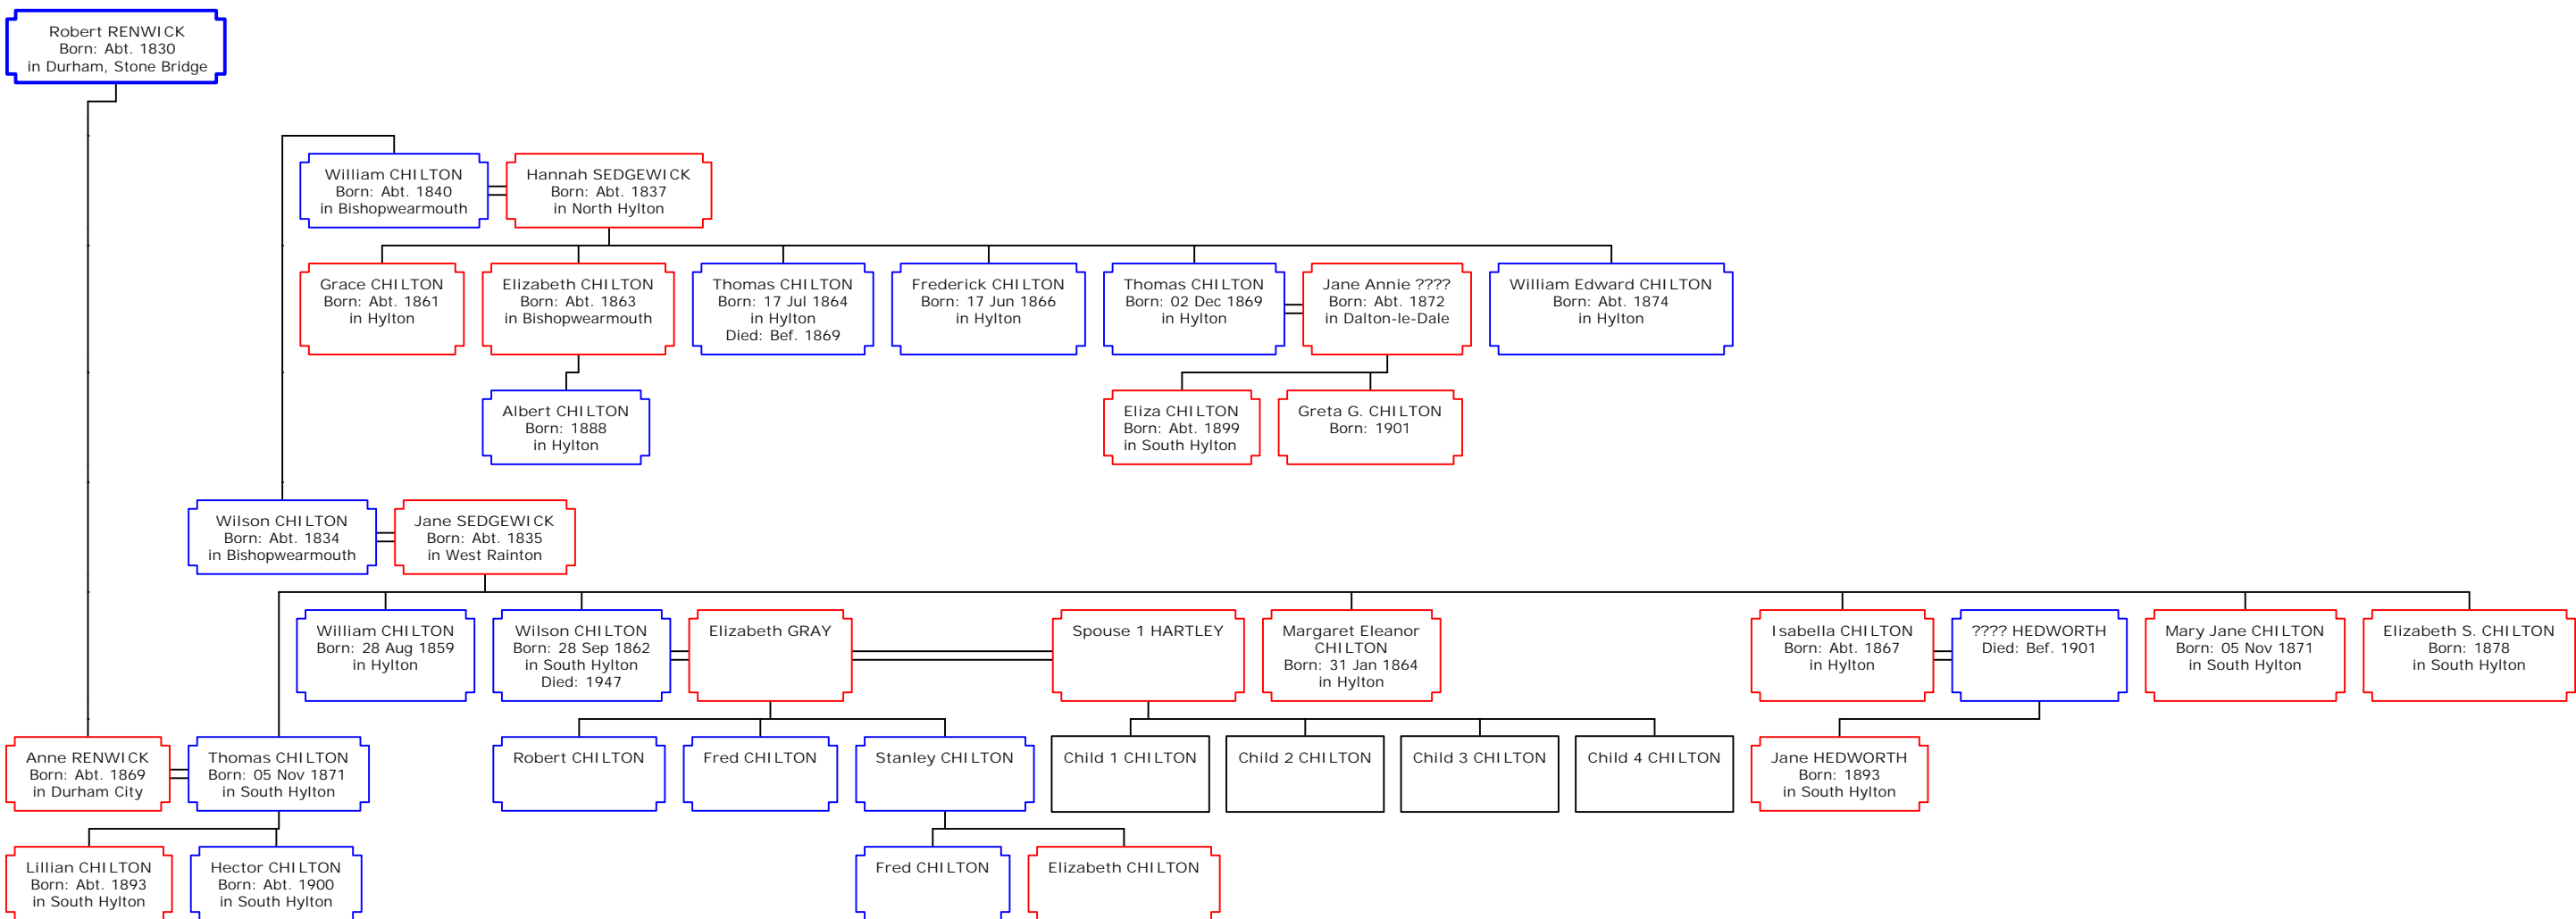 Robert RENWICK
Born: Abt. 1830
in Durham, Stone Bridge
William CHILTON
Born: Abt. 1840
in Bishopwearmouth
Hannah SEDGEWICK
Born: Abt. 1837
in North Hylton
Grace CHILTON
Born: Abt. 1861
in Hylton
Elizabeth CHILTON
Born: Abt. 1863
in Bishopwearmouth
Thomas CHILTON
Born: 17 Jul 1864
in Hylton
Died: Bef. 1869
Frederick CHILTON
Born: 17 Jun 1866
in Hylton
Thomas CHILTON
Born: 02 Dec 1869
in Hylton
Jane Annie ????
Born: Abt. 1872
in Dalton-le-Dale
William Edward CHILTON
Born: Abt. 1874
in Hylton
Albert CHILTON
Born: 1888
in Hylton
Eliza CHILTON
Born: Abt. 1899
in South Hylton
Greta G. CHILTON
Born: 1901
Wilson CHILTON
Born: Abt. 1834
in Bishopwearmouth
Jane SEDGEWICK
Born: Abt. 1835
in West Rainton
William CHILTON
Born: 28 Aug 1859
in Hylton
Wilson CHILTON
Born: 28 Sep 1862
in South Hylton
Died: 1947
Elizabeth GRAY
Spouse 1 HARTLEY
Margaret Eleanor
CHILTON
Born: 31 Jan 1864
in Hylton
Isabella CHILTON
Born: Abt. 1867
in Hylton
???? HEDWORTH
Died: Bef. 1901
Mary Jane CHILTON
Born: 05 Nov 1871
in South Hylton
Elizabeth S. CHILTON
Born: 1878
in South Hylton
Anne RENWICK
Born: Abt. 1869
in Durham City
Thomas CHILTON
Born: 05 Nov 1871
in South Hylton
Robert CHILTON
Fred CHILTON
Stanley CHILTON
Child 1 CHILTON
Child 2 CHILTON
Child 3 CHILTON
Child 4 CHILTON
Jane HEDWORTH
Born: 1893
in South Hylton
Lillian CHILTON
Born: Abt. 1893
in South Hylton
Hector CHILTON
Born: Abt. 1900
in South Hylton
Fred CHILTON
Elizabeth CHILTON